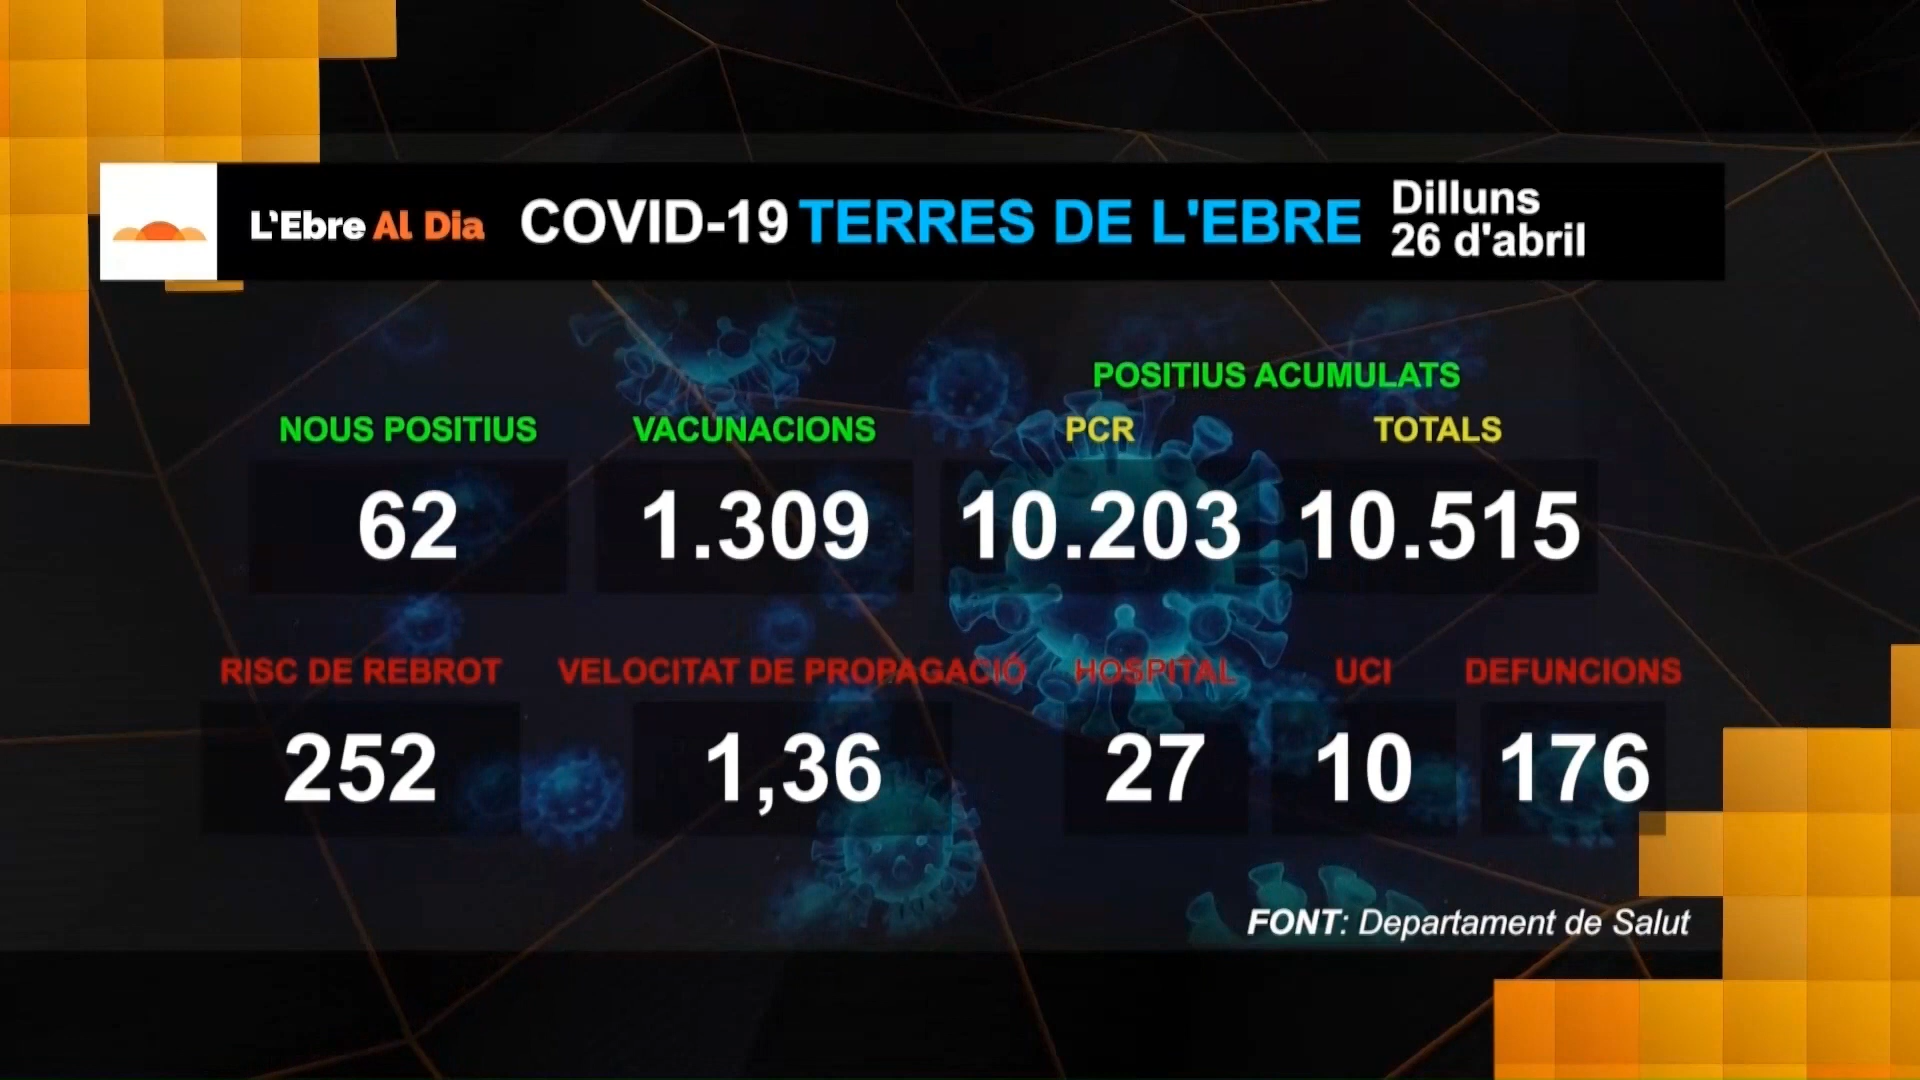 L'Ebre Al Dia
COVID-19 TERRES DE L'EBRE
Dilluns
26 d'abril
POSITIUS ACUMULATS
NOUS POSITIUS VACUNACIONS PCR TOTALS
62 1.309 10.203 10.515
RISC DE REBROT VELOCITAT DE PROPAGACIÓ HOSPITAL UCI DEFUNCIONS
252 1,36 27 10 176
FONT: Departament de Salut